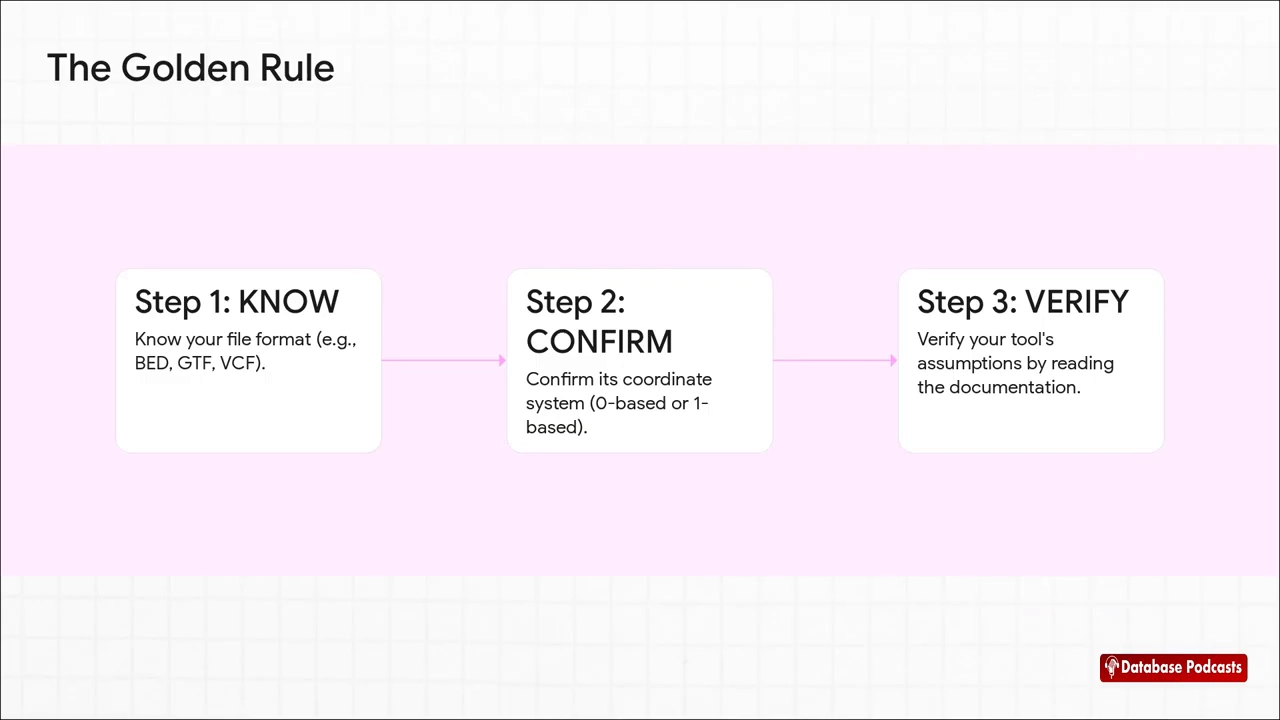 The Golden Rule
Step 1: KNOW
Know your file format (e.g.,
BED, GTF, VCF).
Step 2:
CONFIRM
Confirm its coordinate
system (0-based or 1-
based).
Step 3: VERIFY
Verify your tool's
assumptions by reading
the documentation.
Database Podcasts